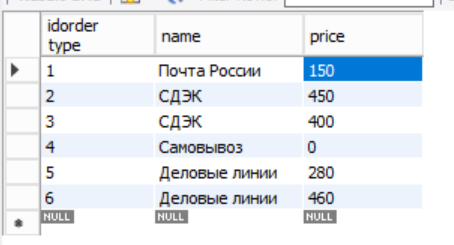 idorder
type name price
1 Почта России 150
2 СДЭК 450
3 СДЭК 400
4 Самовывоз 0
5 Деловые линии 280
6 Деловые линии 460
NULL NULL NULL